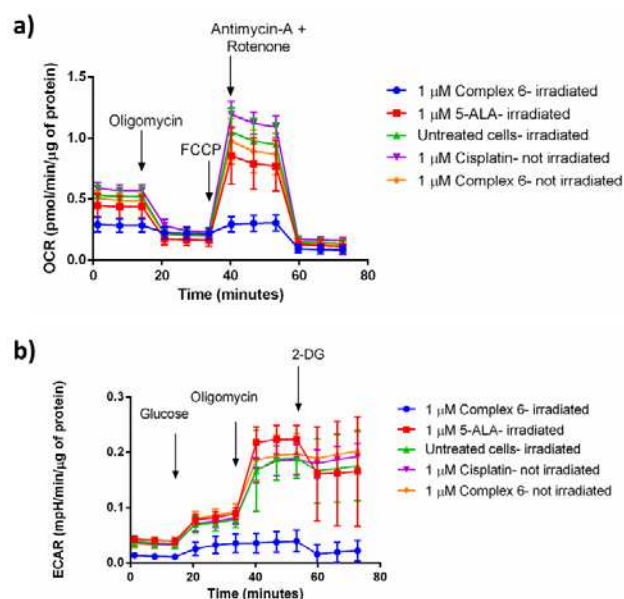 a)
Antimycin-A +
Rotenone
Oligomycin
FCCP
1.5
1.0
0.5
0.0
OCR (pmol/min/µg of protein)
0 20 40 60 80
Time (minutes)
1 µM Complex 6- irradiated
1 µM 5-ALA- irradiated
Untreated cells- irradiated
1 µM Cisplatin- not irradiated
1 µM Complex 6- not irradiated
b)
2-DG
Oligomycin
Glucose
0.3
0.2
0.1
0.0
ECAR (mpH/min/µg of protein)
0 20 40 60 80
Time (minutes)
1 µM Complex 6- irradiated
1 µM 5-ALA- irradiated
Untreated cells- irradiated
1 µM Cisplatin- not irradiated
1 µM Complex 6- not irradiated